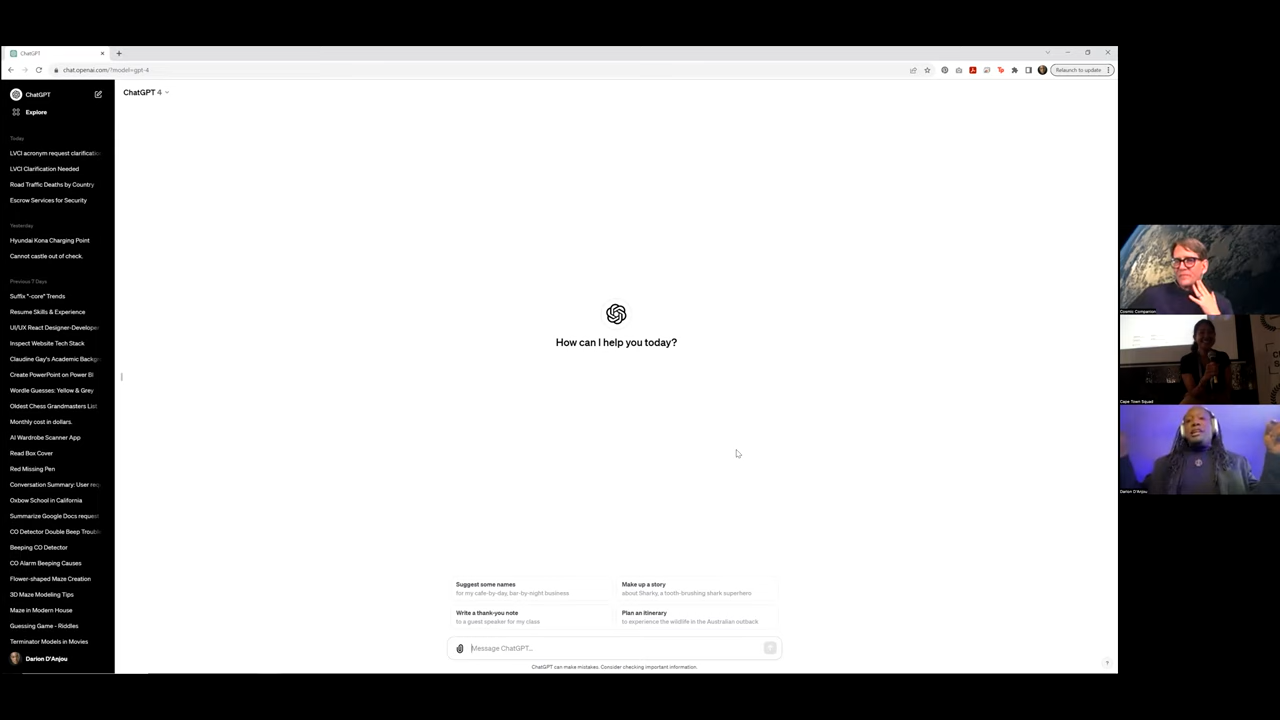 ChatGPT
chat.openai.com/?model=gpt-4
Relaunch to update
ChatGPT
Explore
Today
LVCI acronym request clarificatio
LVCI Clarification Needed
Road Traffic Deaths by Country
Escrow Services for Security
Yesterday
Hyundai Kona Charging Point
Cannot castle out of check.
Previous 7 Days
Suffix "-core" Trends
Resume Skills & Experience
UI/UX React Designer-Developer
Inspect Website Tech Stack
Claudine Gay's Academic Backg
Create PowerPoint on Power BI
Wordle Guesses: Yellow & Grey
Oldest Chess Grandmasters List
Monthly cost in dollars.
AI Wardrobe Scanner App
Read Box Cover
Red Missing Pen
Conversation Summary: User req
Oxbow School in California
Summarize Google Docs request
CO Detector Double Beep Troubl
Beeping CO Detector
CO Alarm Beeping Causes
Flower-shaped Maze Creation
3D Maze Modeling Tips
Maze in Modern House
Guessing Game - Riddles
Terminator Models in Movies
Darion D'Anjou
ChatGPT 4
How can I help you today?
Suggest some names
for my cafe-by-day, bar-by-night business
Make up a story
about Sharky, a tooth-brushing shark superhero
Write a thank-you note
to a guest speaker for my class
Plan an itinerary
to experience the wildlife in the Australian outback
Message ChatGPT...
ChatGPT can make mistakes. Consider checking important information.
?
Cosmic Companion
Cape Town Squad
Darion D'Anjou